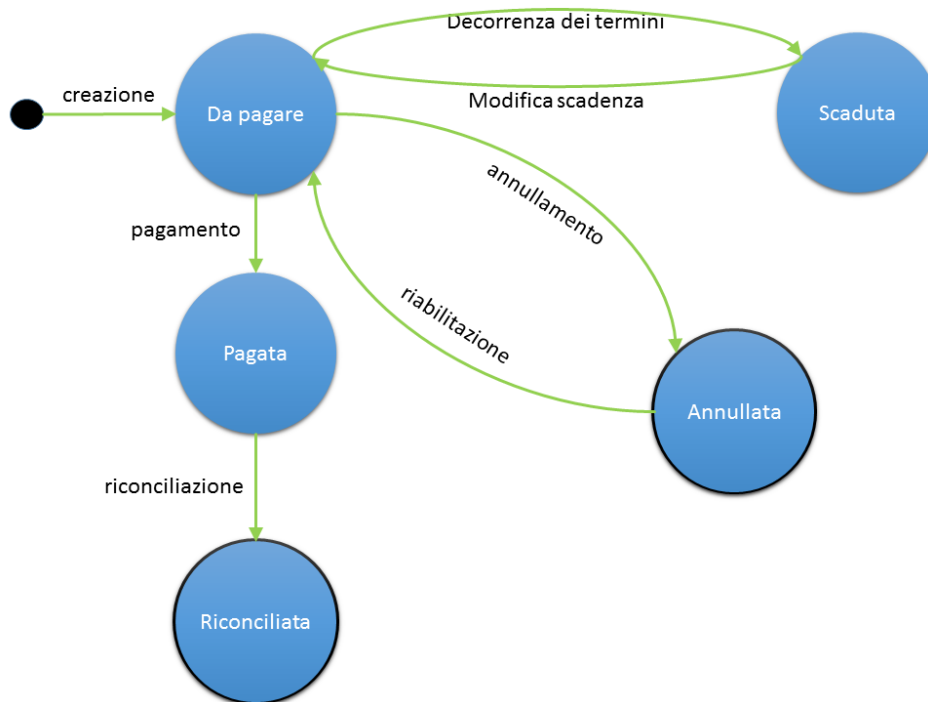 Decorrenza dei termini
creazione
Da pagare
Modifica scadenza
Scaduta
annullamento
pagamento
riabilitazione
Pagata
Annullata
riconciliazione
Riconciliata